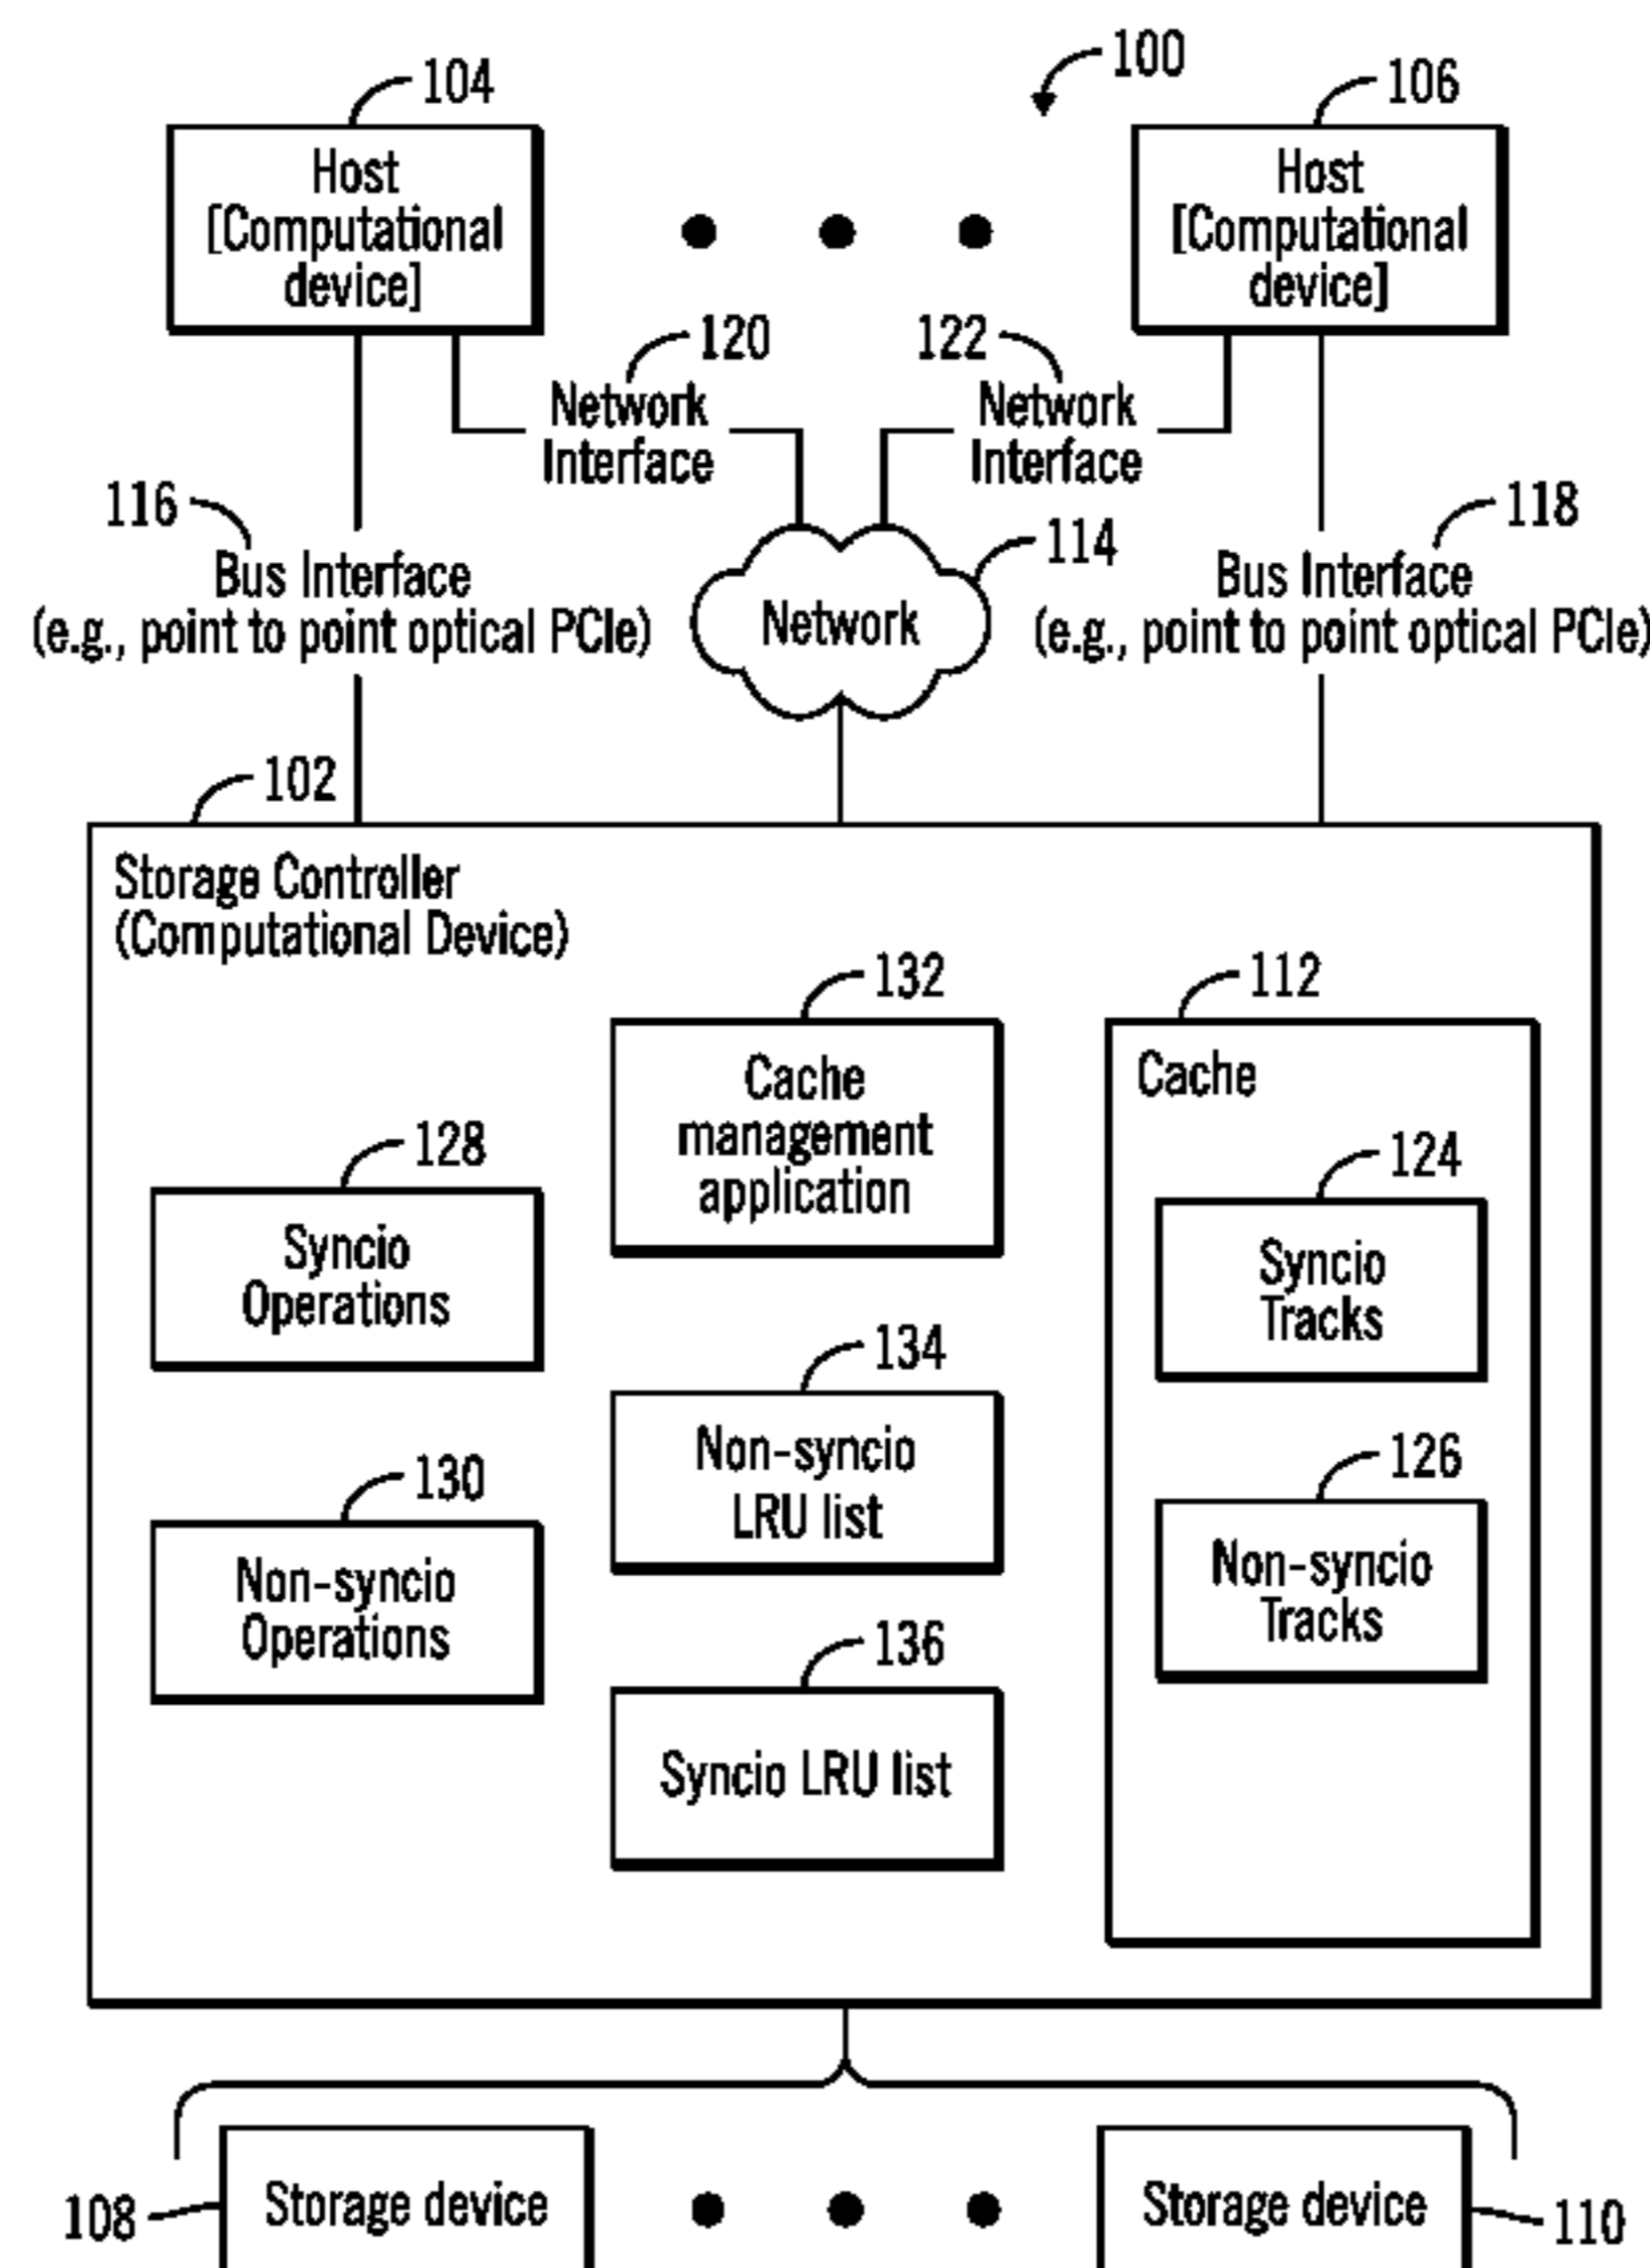 100
104
106
Host
[Computational
device]
Host
[Computational
device]
120
122
Network
Interface
Network
Interface
116
118
114
Bus Interface
(e.g., point to point optical PCIe)
Network
Bus Interface
(e.g., point to point optical PCIe)
102
Storage Controller
(Computational Device)
132
112
Cache
management
application
Cache
128
124
Syncio
Operations
Syncio
Tracks
134
Non-syncio
LRU list
130
126
Non-syncio
Operations
Non-syncio
Tracks
136
Syncio LRU list
108
Storage device
Storage device
110